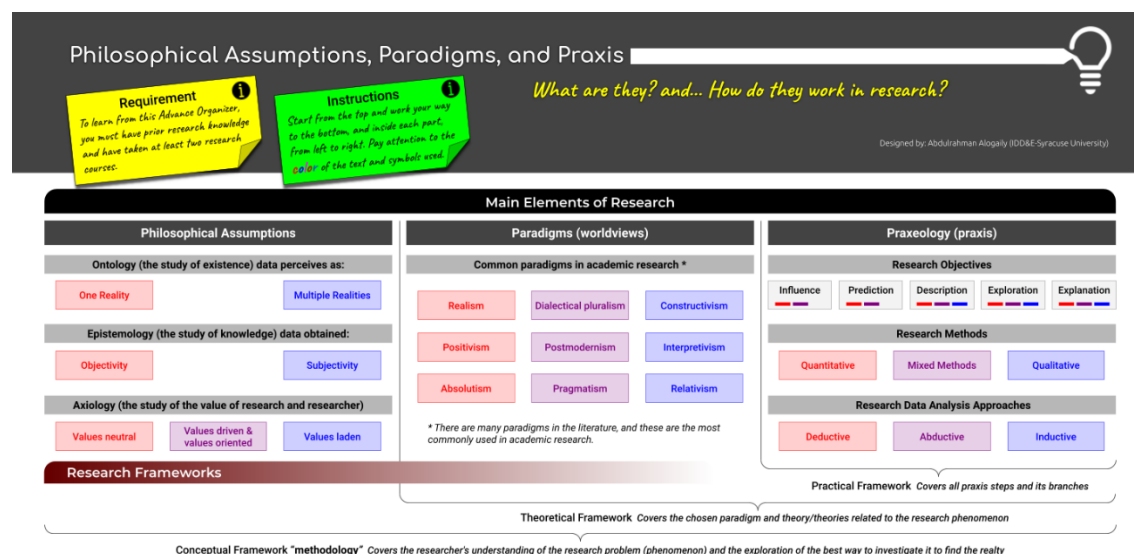 Philosophical Assumptions, Paradigms, and Praxis
What are they? and... How do they work in research?
Requirement
To learn from this Advance Organizer,
you must have prior research knowledge
and have taken at least two research
courses.
Instructions
Start from the top and work your way
to the bottom, and inside each part,
from left to right. Pay attention to the
color of the text and symbols used.
Designed by: Abdulrahman Alogaily (IDD&E-Syracuse University)
Main Elements of Research
Philosophical Assumptions
Ontology (the study of existence) data perceives as:
One Reality
Multiple Realities
Epistemology (the study of knowledge) data obtained:
Objectivity
Subjectivity
Axiology (the study of the value of research and researcher)
Values neutral
Values driven &
values oriented
Values laden
Paradigms (worldviews)
Common paradigms in academic research *
Realism
Dialectical pluralism
Constructivism
Positivism
Postmodernism
Interpretivism
Absolutism
Pragmatism
Relativism
* There are many paradigms in the literature, and these are the most
commonly used in academic research.
Praxeology (praxis)
Research Objectives
Influence
Prediction
Description
Exploration
Explanation
Research Methods
Quantitative
Mixed Methods
Qualitative
Research Data Analysis Approaches
Deductive
Abductive
Inductive
Research Frameworks
Practical Framework Covers all praxis steps and its branches
Theoretical Framework Covers the chosen paradigm and theory/theories related to the research phenomenon
Conceptual Framework "methodology" Covers the researcher's understanding of the research problem (phenomenon) and the exploration of the best way to investigate it to find the realty